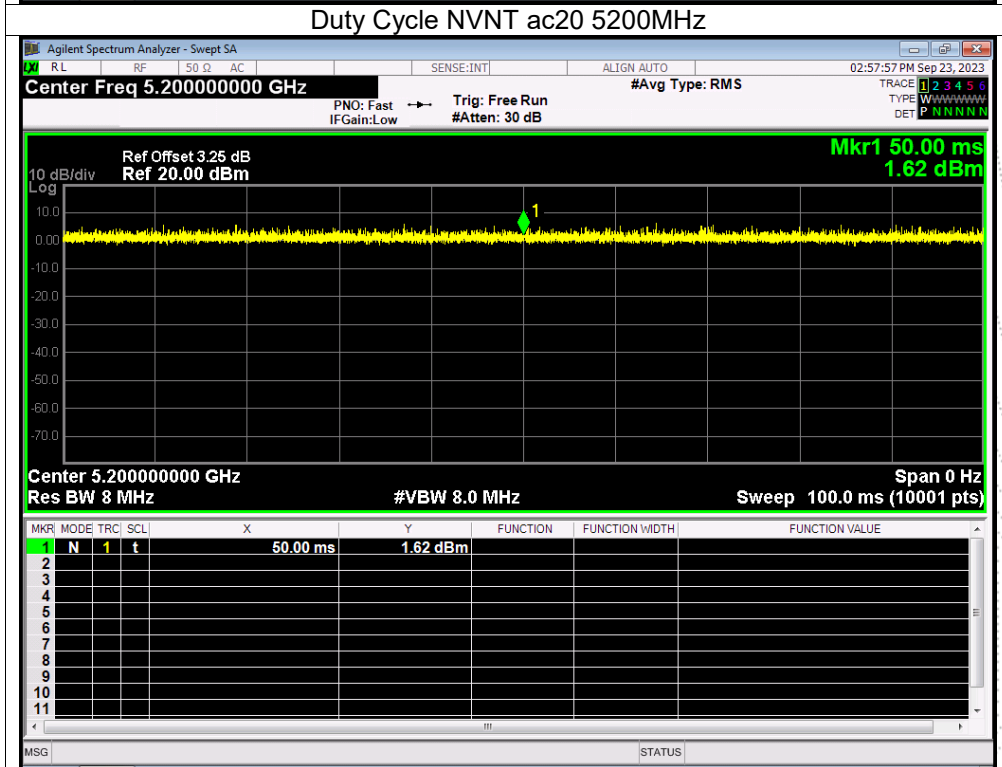 Duty Cycle NVNT ac20 5200MHz
Agilent Spectrum Analyzer - Swept SA
LXI RL RF 50 Ω AC SENSE:INT ALIGN AUTO 02:57:57 PM Sep 23, 2023
Center Freq 5.200000000 GHz #Avg Type: RMS TRACE 1 2 3 4 5 6
PNO: Fast Trig: Free Run TYPE WWWWWW
IFGain:Low #Atten: 30 dB DET P N N N N N
Mkr1 50.00 ms
Ref Offset 3.25 dB
10 dB/div Ref 20.00 dBm 1.62 dBm
Log
10.0
1
0.00
-10.0
-20.0
-30.0
-40.0
-50.0
-60.0
-70.0
Center 5.200000000 GHz Span 0 Hz
Res BW 8 MHz #VBW 8.0 MHz Sweep 100.0 ms (10001 pts)
MKR MODE TRC SCL X Y FUNCTION FUNCTION WIDTH FUNCTION VALUE
1 N 1 t 50.00 ms 1.62 dBm
2
3
4
5
6
7
8
9
10
11
MSG STATUS